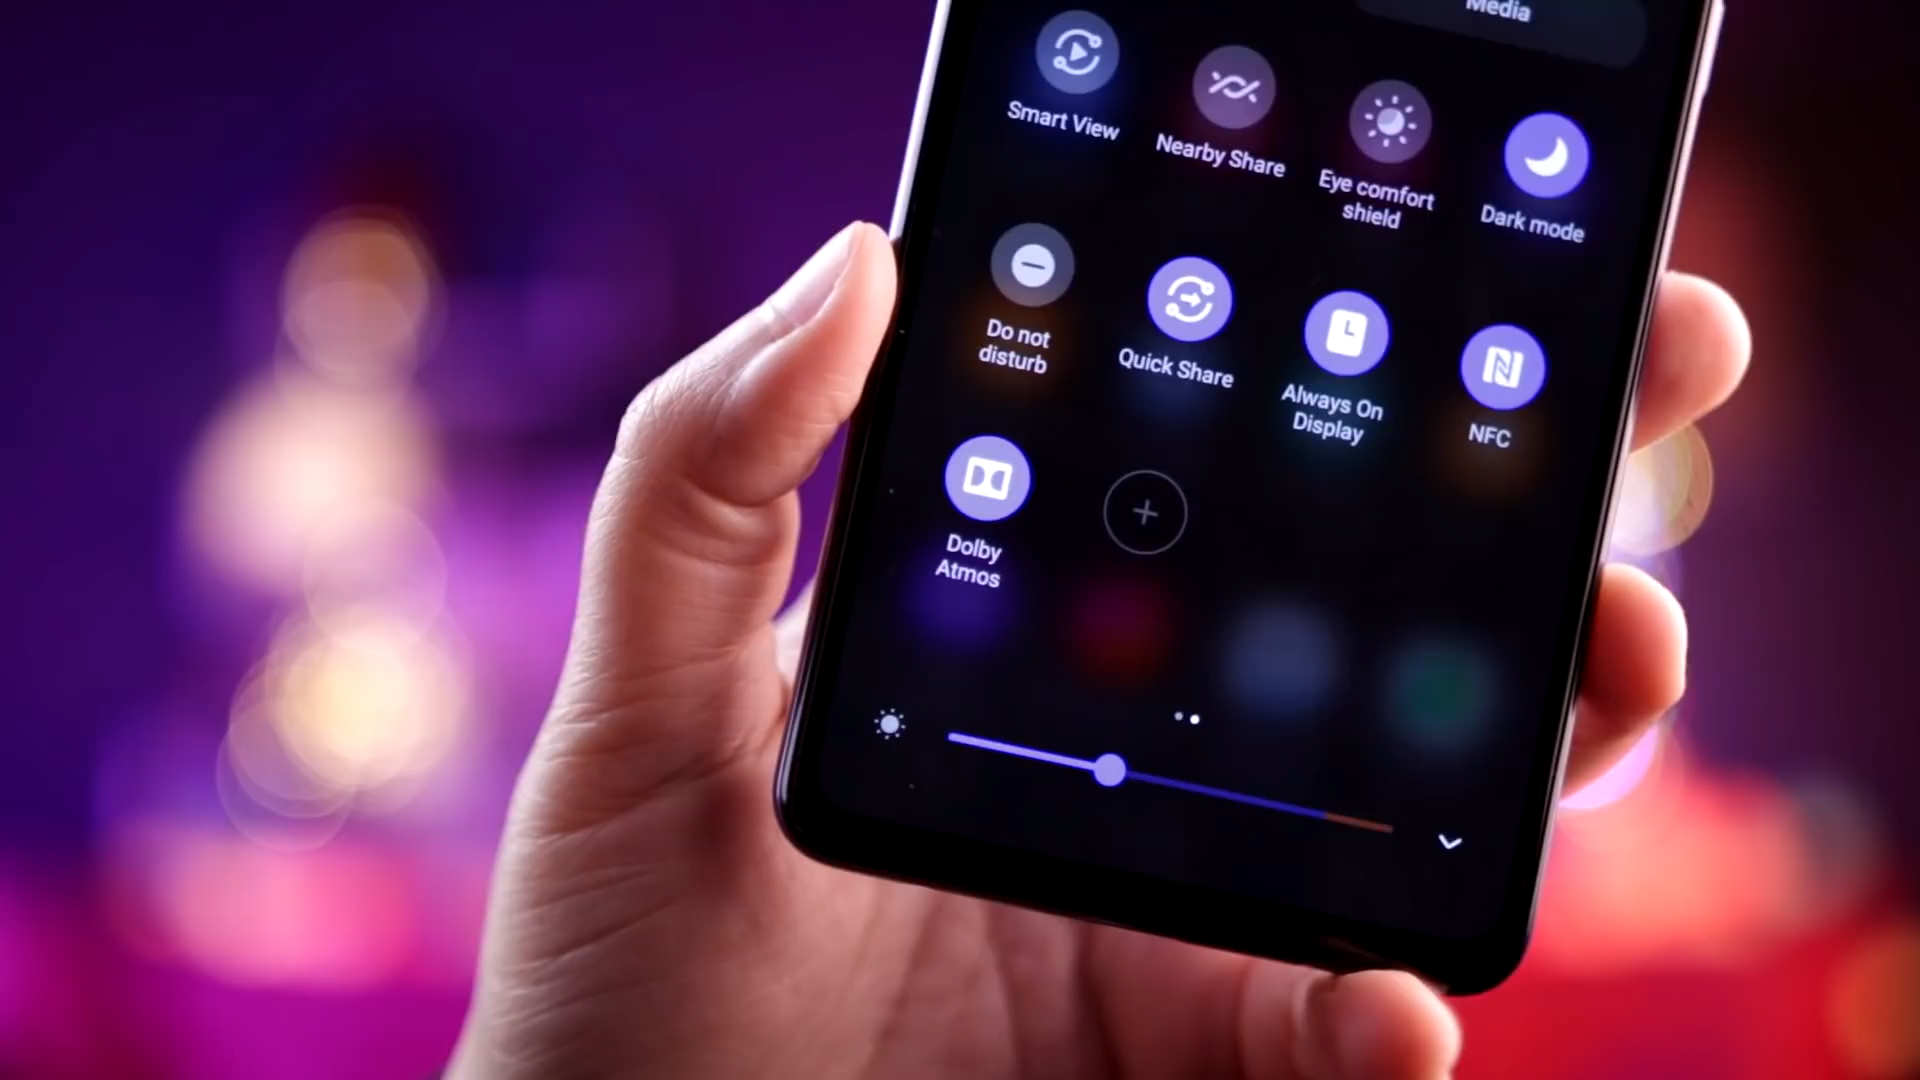 Media
Smart View
Nearby Share
Eye comfort
shield
Dark mode
Do not
disturb
Quick Share
Always On
Display
NFC
Dolby
Atmos